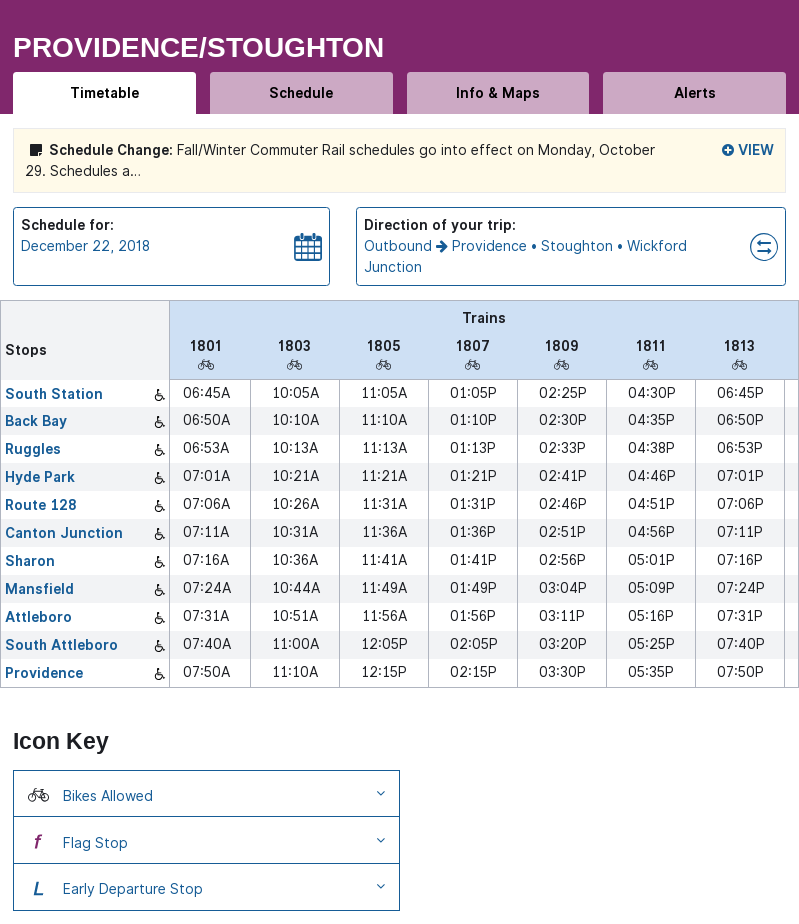 PROVIDENCE/STOUGHTON
Timetable Schedule Info & Maps Alerts
Schedule Change: Fall/Winter Commuter Rail schedules go into effect on Monday, October
29. Schedules a...
VIEW
Schedule for:
December 22, 2018
Direction of your trip:
Outbound Providence • Stoughton • Wickford
Junction
Trains
Stops 1801 1803 1805 1807 1809 1811 1813
South Station 06:45A 10:05A 11:05A 01:05P 02:25P 04:30P 06:45P
Back Bay 06:50A 10:10A 11:10A 01:10P 02:30P 04:35P 06:50P
Ruggles 06:53A 10:13A 11:13A 01:13P 02:33P 04:38P 06:53P
Hyde Park 07:01A 10:21A 11:21A 01:21P 02:41P 04:46P 07:01P
Route 128 07:06A 10:26A 11:31A 01:31P 02:46P 04:51P 07:06P
Canton Junction 07:11A 10:31A 11:36A 01:36P 02:51P 04:56P 07:11P
Sharon 07:16A 10:36A 11:41A 01:41P 02:56P 05:01P 07:16P
Mansfield 07:24A 10:44A 11:49A 01:49P 03:04P 05:09P 07:24P
Attleboro 07:31A 10:51A 11:56A 01:56P 03:11P 05:16P 07:31P
South Attleboro 07:40A 11:00A 12:05P 02:05P 03:20P 05:25P 07:40P
Providence 07:50A 11:10A 12:15P 02:15P 03:30P 05:35P 07:50P
Icon Key
Bikes Allowed
f Flag Stop
L Early Departure Stop